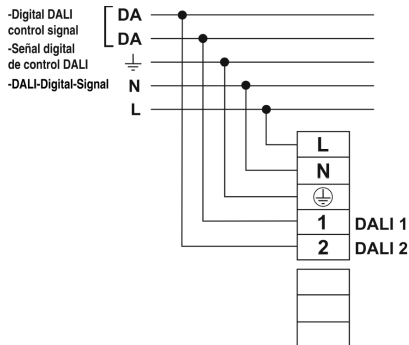 -Digital DALI
control signal
-Señal digital
de control DALI
-DALI-Digital-Signal
DA
DA
N
L
L
N
1 DALI 1
2 DALI 2